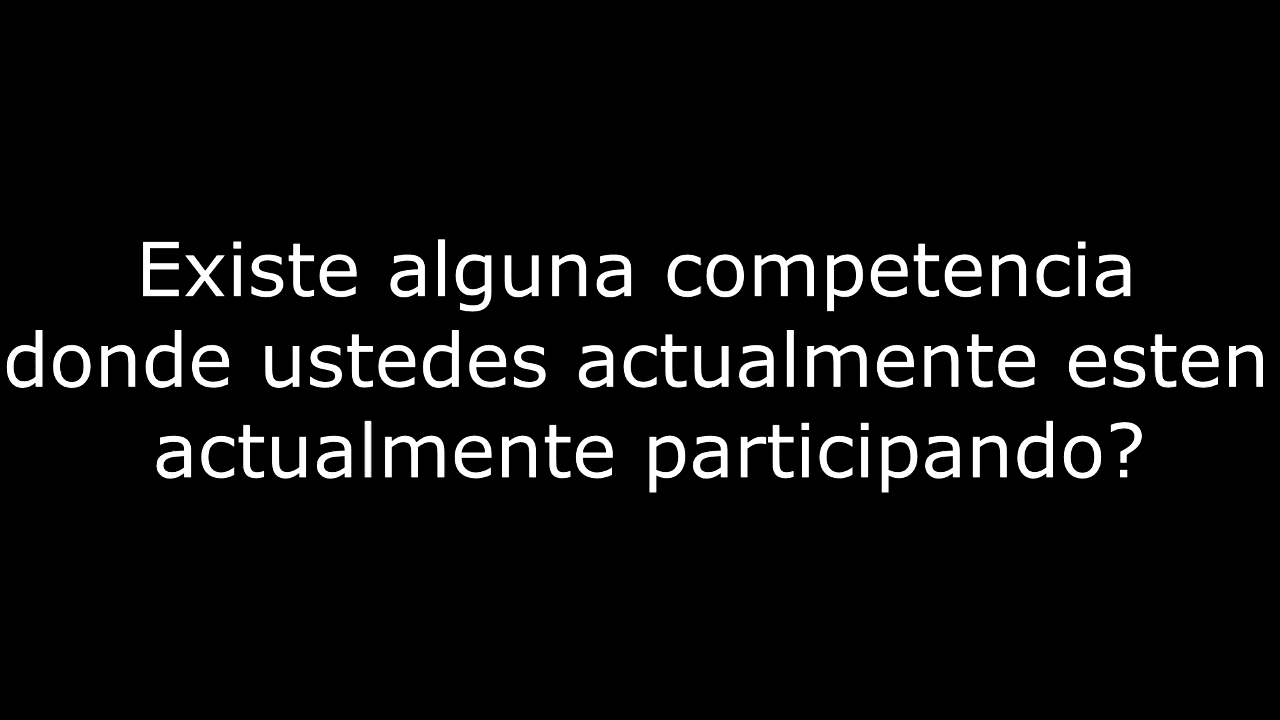 Existe alguna competencia
donde ustedes actualmente esten
actualmente participando?